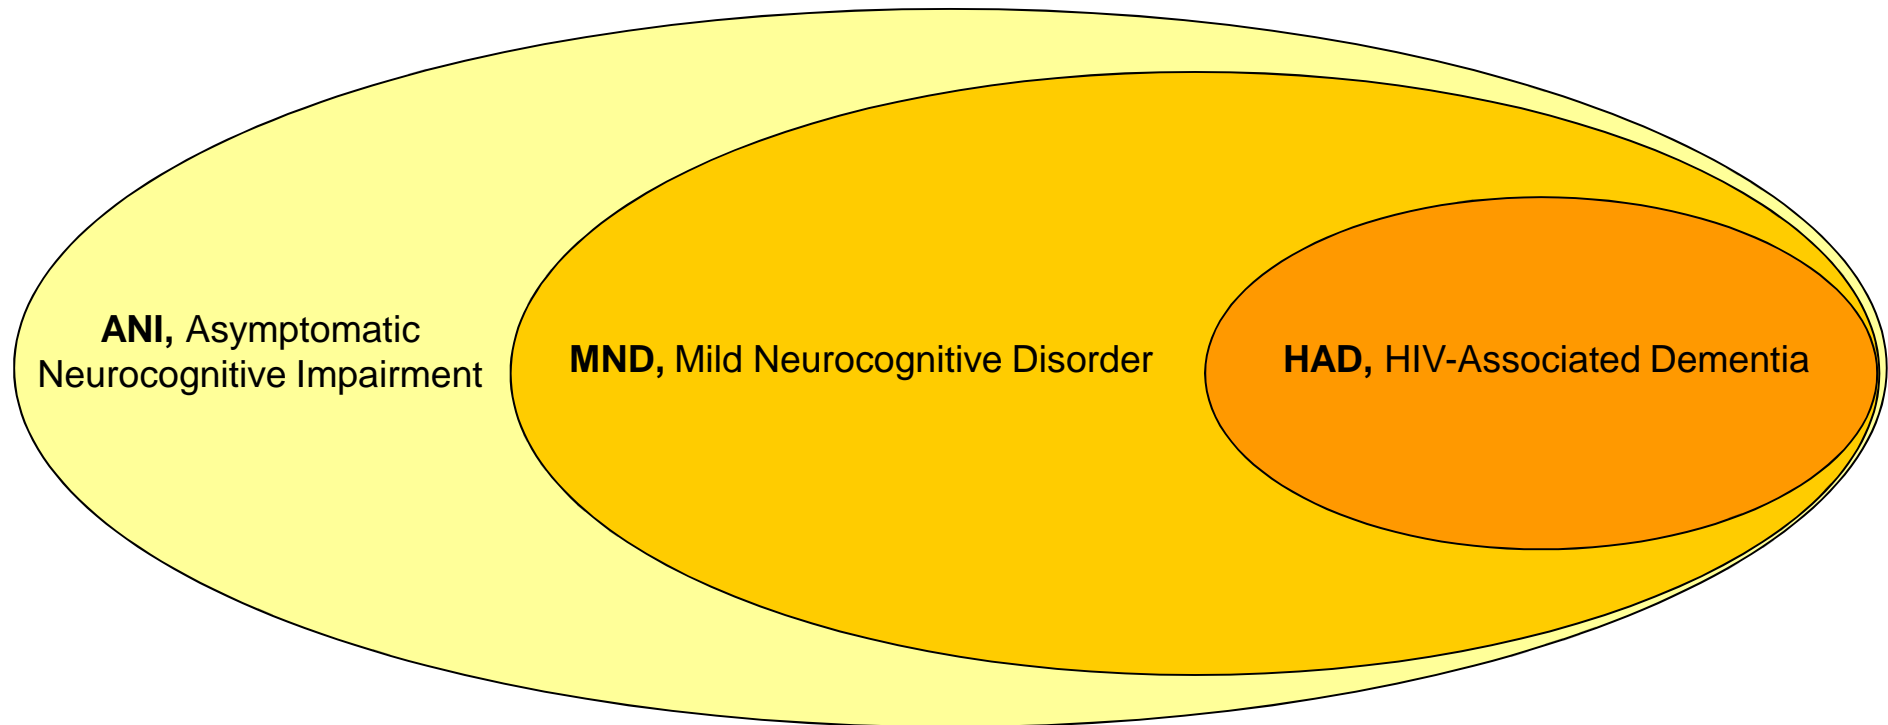 ANI, Asymptomatic
Neurocognitive Impairment
MND, Mild Neurocognitive Disorder
HAD, HIV-Associated Dementia